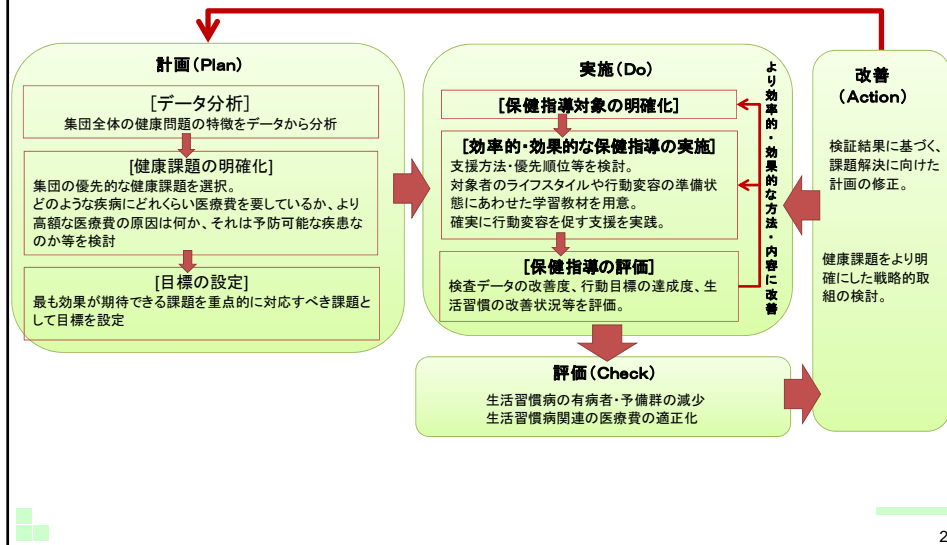 計画(Plan)
[データ分析]
集団全体の健康問題の特徴をデータから分析
[健康課題の明確化]
集団の優先的な健康課題を選択。
どのような疾病にどれくらい医療費を要しているか、より
高額な医療費の原因は何か、それは予防可能な疾患な
のか等を検討
[目標の設定]
最も効果が期待できる課題を重点的に対応すべき課題と
して目標を設定
実施(Do)
[保健指導対象の明確化]
[効率的・効果的な保健指導の実施]
支援方法・優先順位等を検討。
対象者のライフスタイルや行動変容の準備状
態にあわせた学習教材を用意。
確実に行動変容を促す支援を実践。
[保健指導の評価]
検査データの改善度、行動目標の達成度、生
活習慣の改善状況等を評価。
より効率的・効果的な方法・内容に改善
評価(Check)
生活習慣病の有病者・予備群の減少
生活習慣病関連の医療費の適正化
改善
(Action)
検証結果に基づく、
課題解決に向けた
計画の修正。
健康課題をより明
確にした戦略的取
組の検討。
2